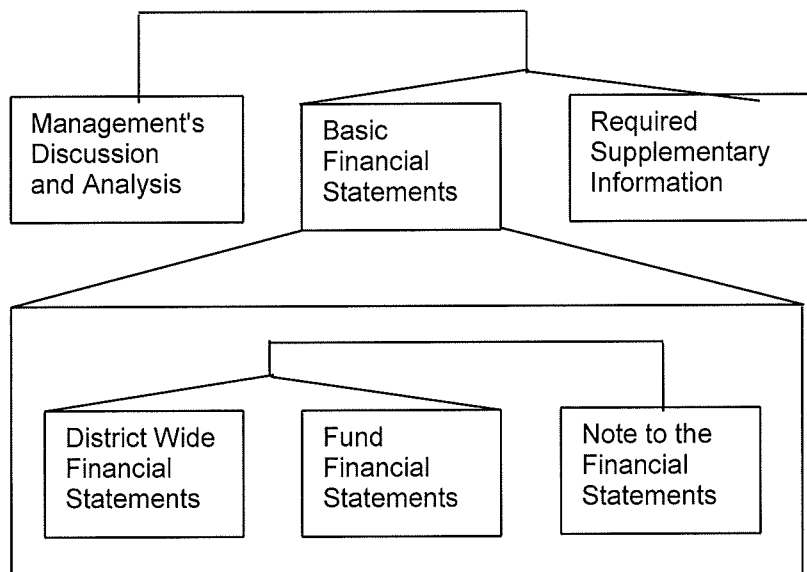 Management's
Discussion
and Analysis
Basic
Financial
Statements
Required
Supplementary
Information
District Wide
Financial
Statements
Fund
Financial
Statements
Note to the
Financial
Statements